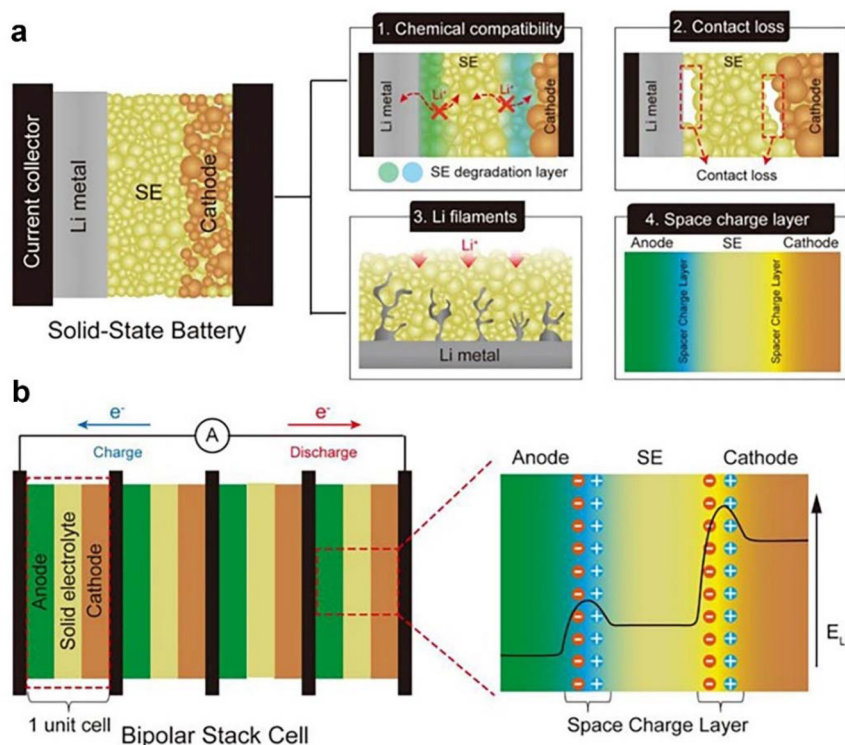 a
Current collector
Li metal
SE
Cathode
Solid-State Battery
1. Chemical compatibility
SE
Li⁺
Li⁺
Li metal
Cathode
SE degradation layer
2. Contact loss
SE
Li metal
Cathode
Contact loss
3. Li filaments
Li⁺
Li metal
4. Space charge layer
Anode SE Cathode
Spacer Charge Layer
Spacer Charge Layer
b
e⁻
A
e⁻
Charge
Discharge
Anode
Solid electrolyte
Cathode
1 unit cell
Bipolar Stack Cell
Anode SE Cathode
E
Space Charge Layer